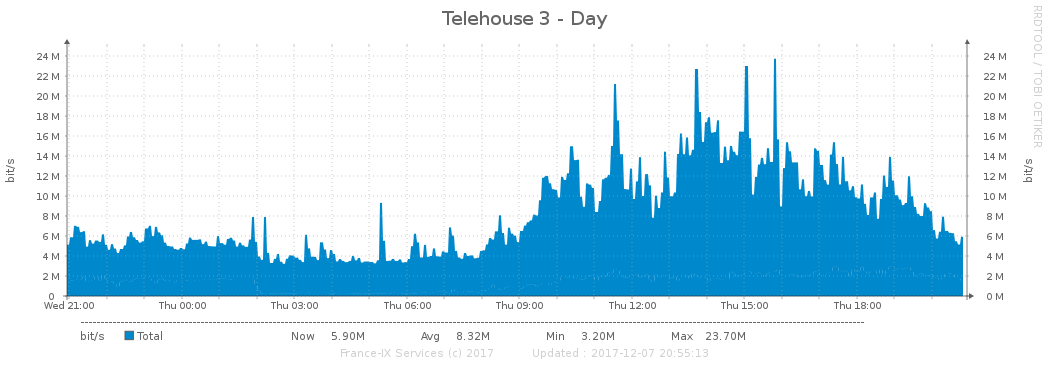 Telehouse 3 - Day
RRDTOOL / TOBI OETIKER
bit/s
24 M 24 M
22 M 22 M
20 M 20 M
18 M 18 M
16 M 16 M
14 M 14 M
12 M 12 M
10 M 10 M
8 M 8 M
6 M 6 M
4 M 4 M
2 M 2 M
0 0 M
bit/s
Wed 21:00 Thu 00:00 Thu 03:00 Thu 06:00 Thu 09:00 Thu 12:00 Thu 15:00 Thu 18:00
bit/s Total Now 5.90M Avg 8.32M Min 3.20M Max 23.70M
France-IX Services (c) 2017 Updated : 2017-12-07 20:55:13